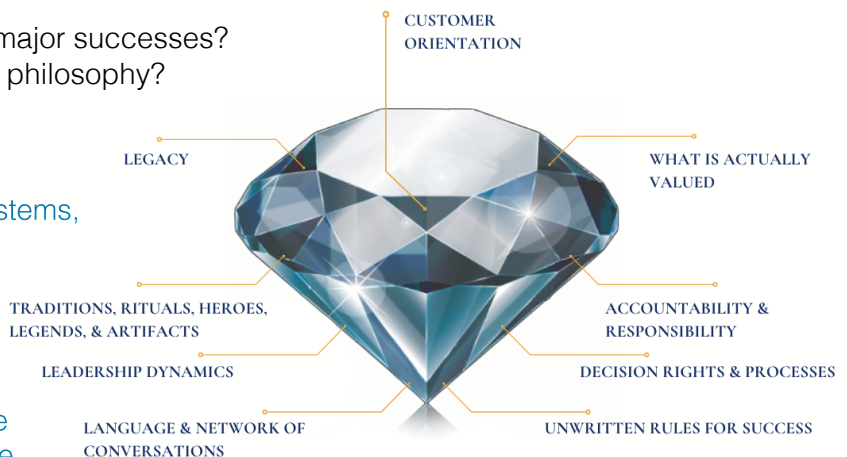 major successes?
philosophy?
CUSTOMER
ORIENTATION
LEGACY
WHAT IS ACTUALLY
VALUED
stems,
TRADITIONS, RITUALS, HEROES,
LEGENDS, & ARTIFACTS
ACCOUNTABILITY &
RESPONSIBILITY
LEADERSHIP DYNAMICS
DECISION RIGHTS & PROCESSES
e
LANGUAGE & NETWORK OF
CONVERSATIONS
UNWRITTEN RULES FOR SUCCESS
e